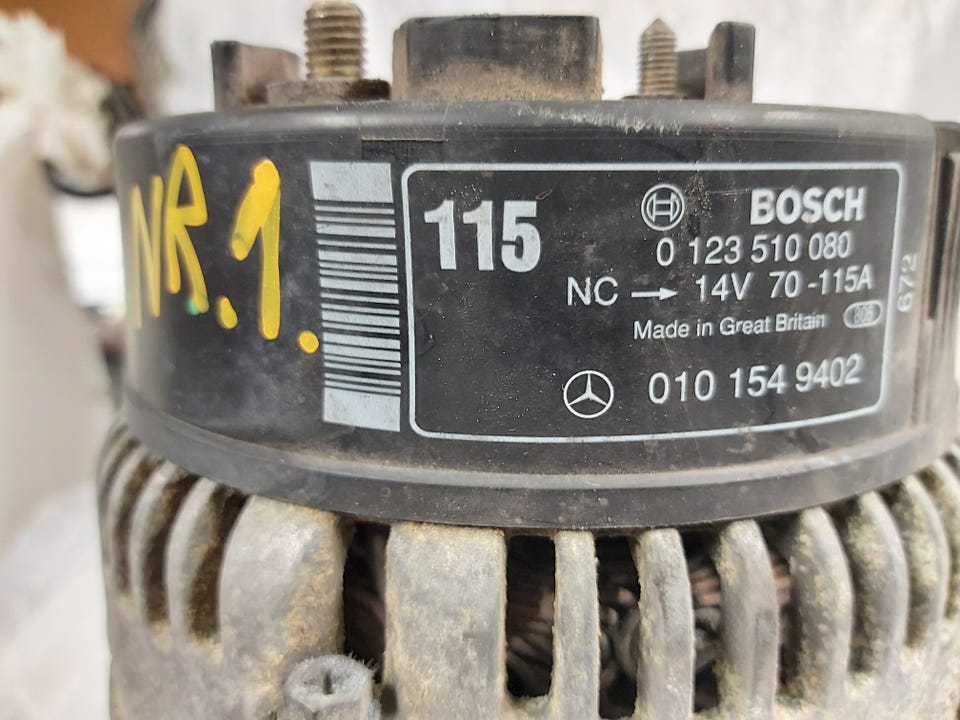 NR.1.
115
BOSCH
0 123 510 080
NC → 14V 70-115A
Made in Great Britain 806
010 154 9402
672